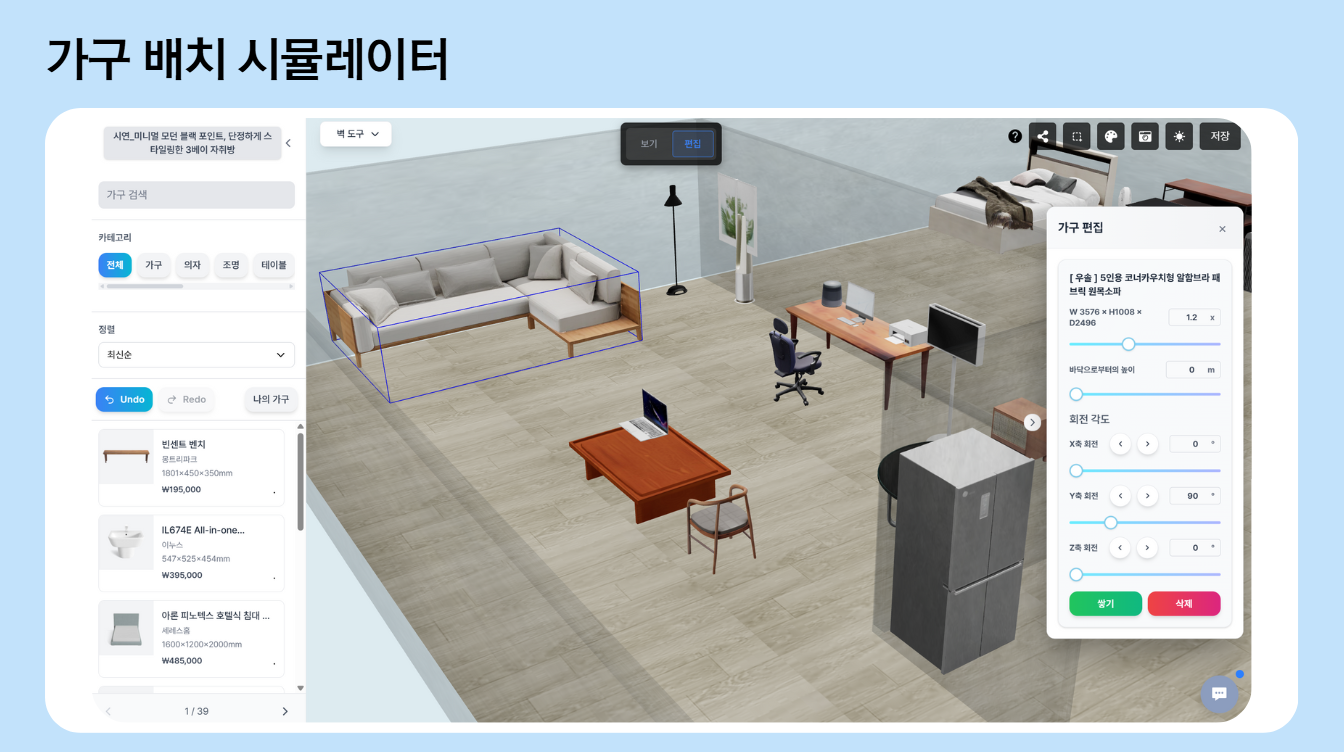 가구 배치 시뮬레이터
시연_미니멀 모던 블랙 포인트, 단정하게 스
타일링한 3베이 자취방
가구 검색
카테고리
전체
가구
의자
조명
테이블
정렬
최신순
Undo
Redo
나의 가구
빈센트 벤치
몽트리파크
1801×450×350mm
₩195,000
IL674E All-in-one...
이누스
547×525×454mm
₩395,000
아론 피노텍스 호텔식 침대 ...
세레스홈
1600×1200×2000mm
₩485,000
1 / 39
벽 도구
보기
편집
?
저장
가구 편집
×
[ 우솔 ] 5인용 코너카우치형 알함브라 패
브릭 원목소파
W 3576 × H1008 ×
D2496
1.2 x
바닥으로부터의 높이
0 m
회전 각도
X축 회전
0 °
Y축 회전
90 °
Z축 회전
0 °
쌓기
삭제